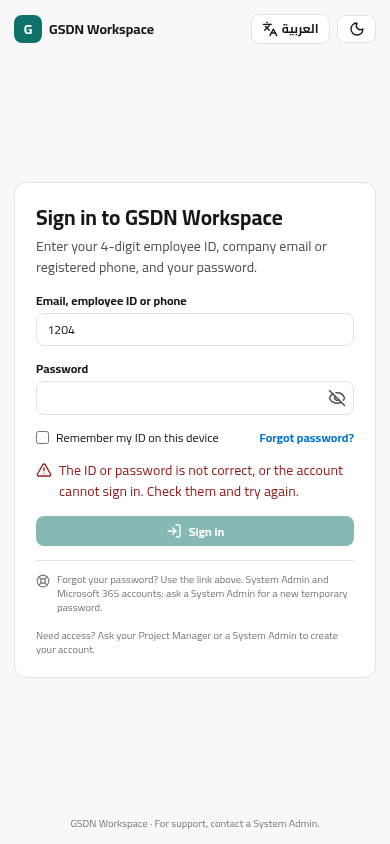 G
GSDN Workspace
العربية
Sign in to GSDN Workspace
Enter your 4-digit employee ID, company email or
registered phone, and your password.
Email, employee ID or phone
1204
Password
Remember my ID on this device
Forgot password?
The ID or password is not correct, or the account
cannot sign in. Check them and try again.
Sign in
Forgot your password? Use the link above. System Admin and
Microsoft 365 accounts: ask a System Admin for a new temporary
password.
Need access? Ask your Project Manager or a System Admin to create
your account.
GSDN Workspace · For support, contact a System Admin.